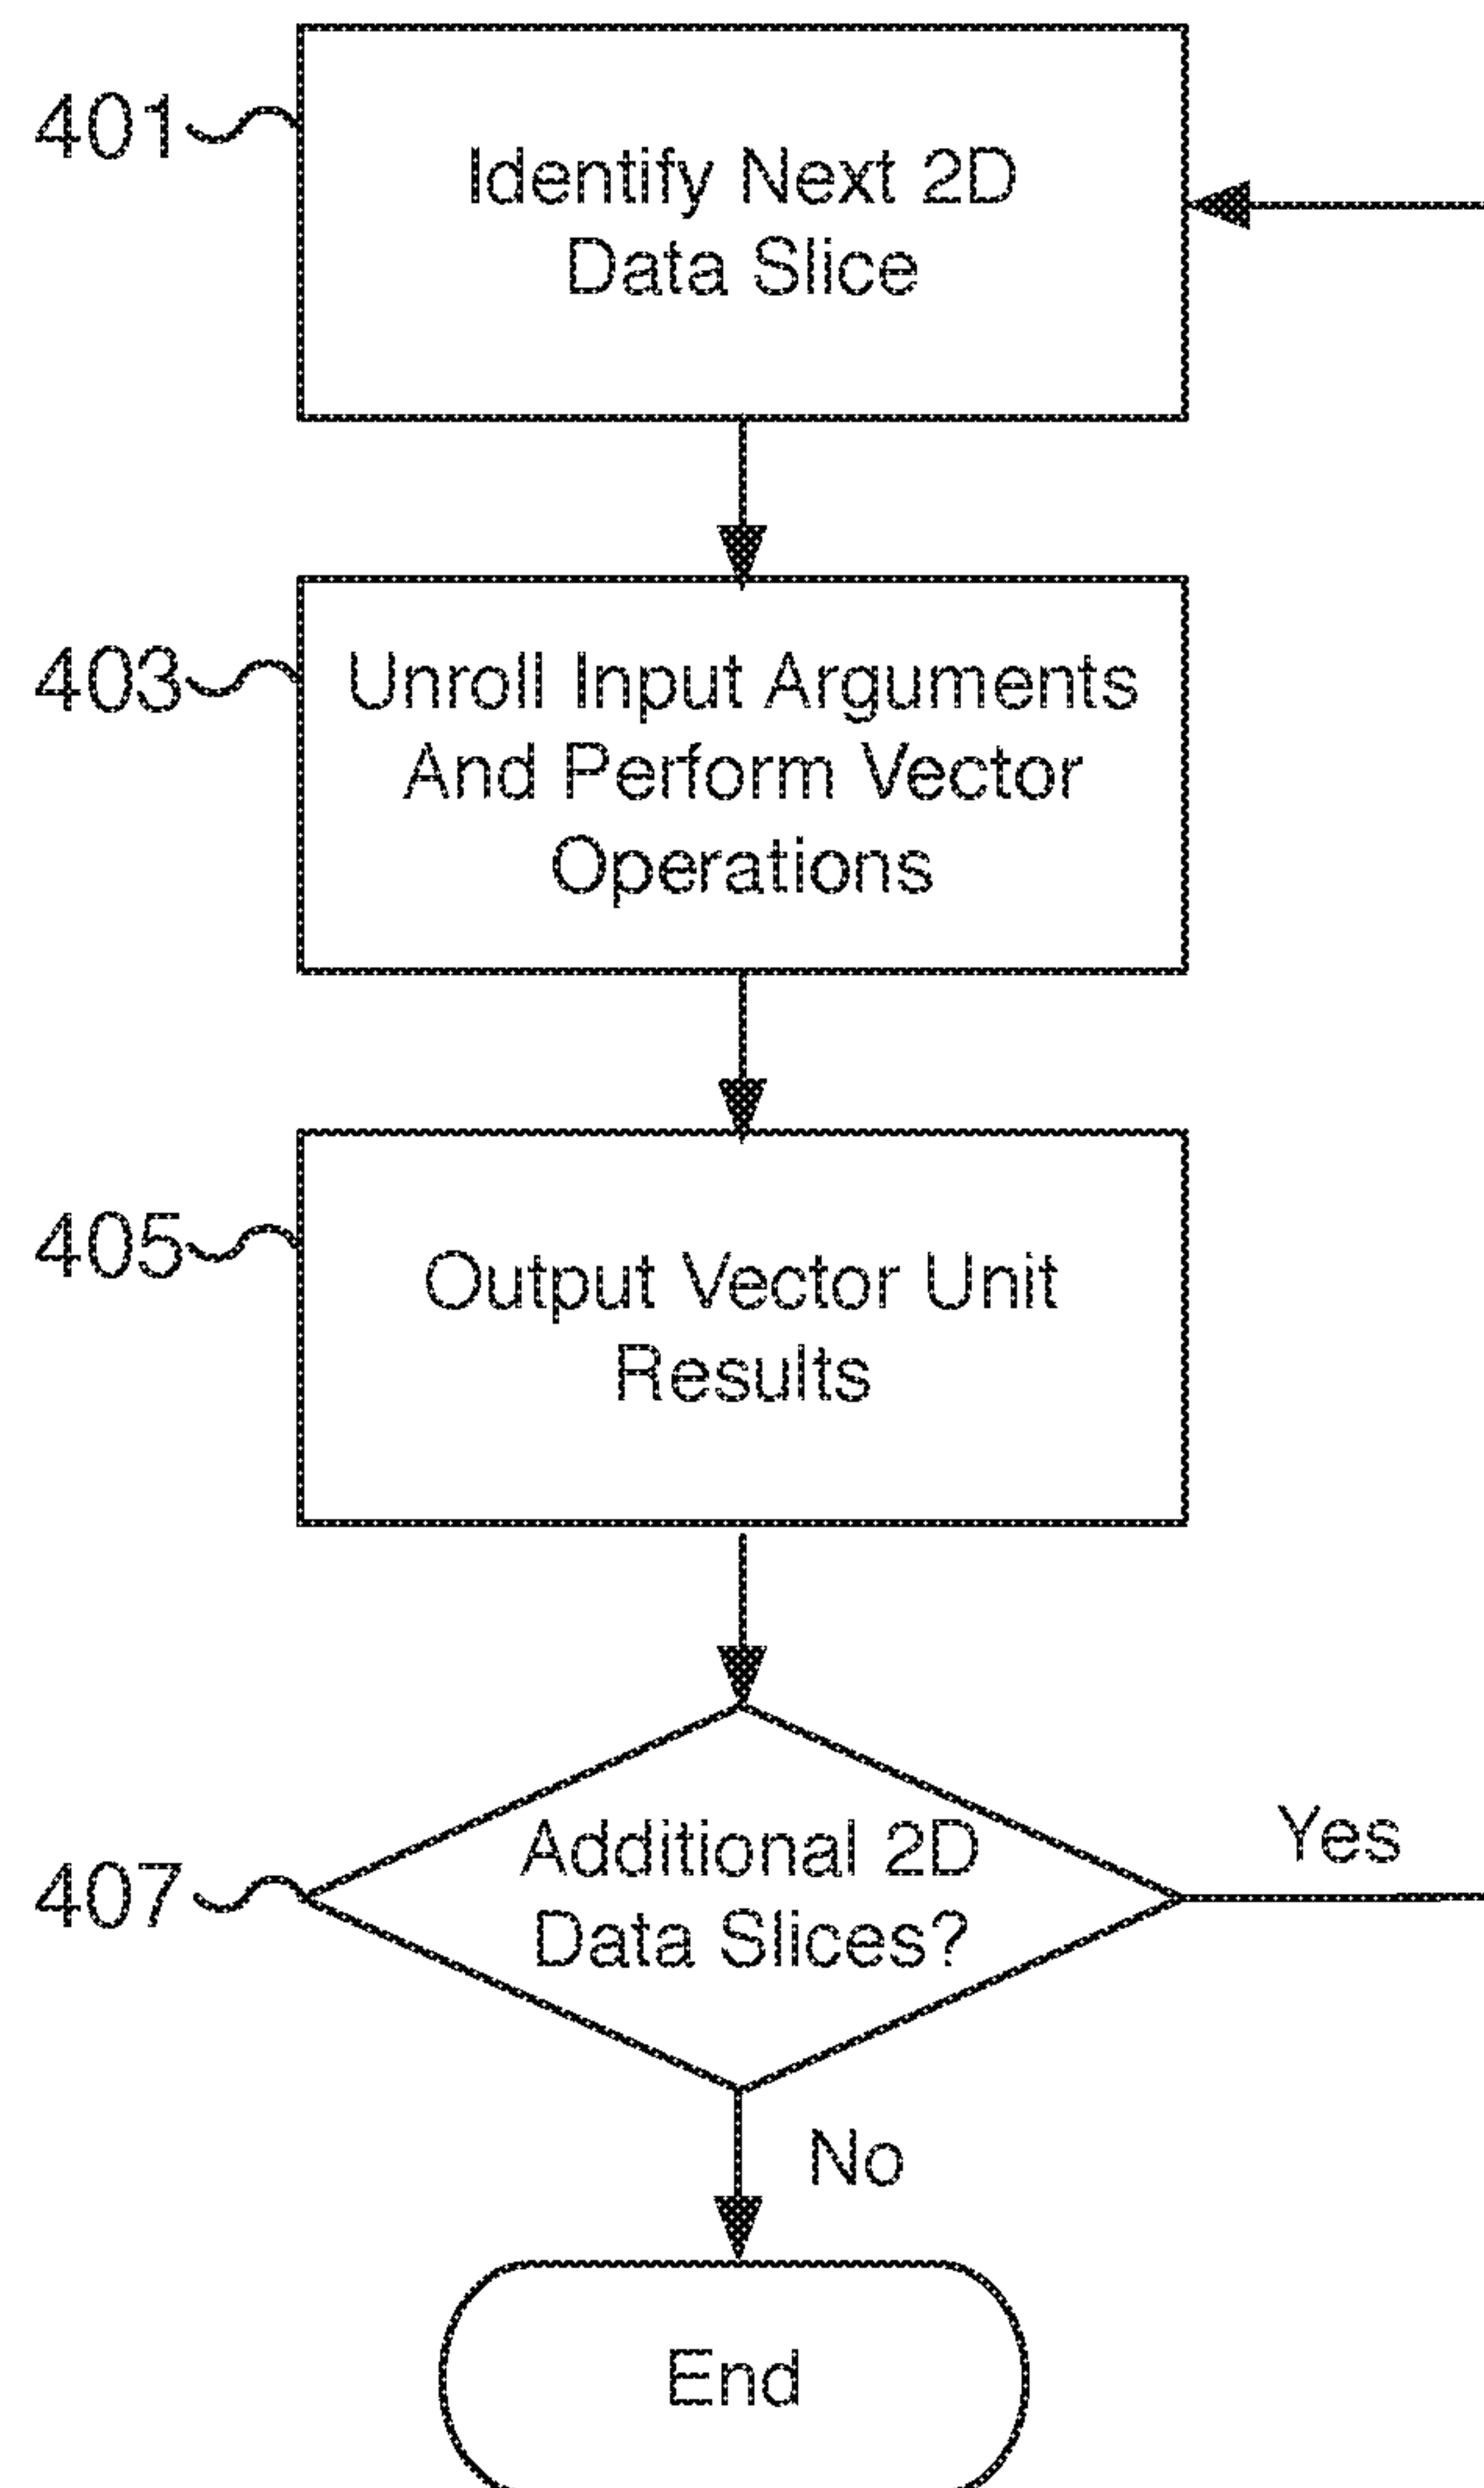 401
Identify Next 2D
Data Slice
403
Unroll Input Arguments
And Perform Vector
Operations
405
Output Vector Unit
Results
407
Additional 2D
Data Slices?
Yes
No
End